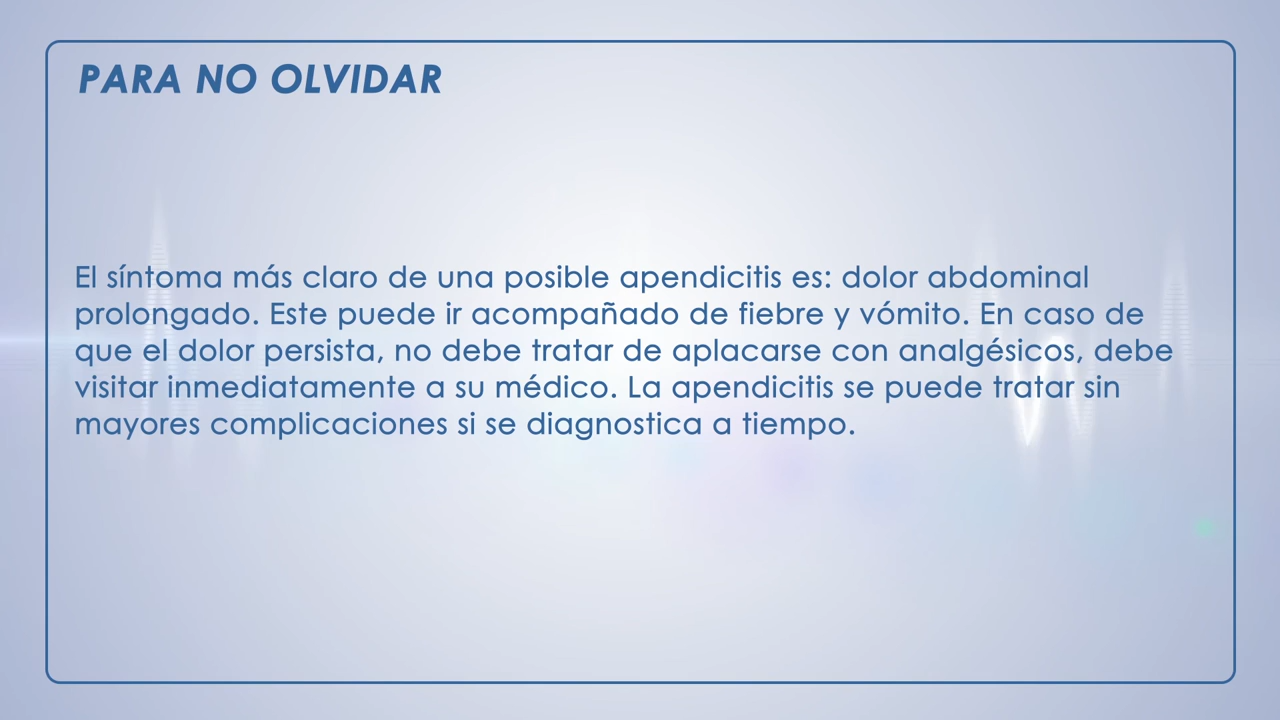 PARA NO OLVIDAR
El síntoma más claro de una posible apendicitis es: dolor abdominal
prolongado. Este puede ir acompañado de fiebre y vómito. En caso de
que el dolor persista, no debe tratar de aplacarse con analgésicos, debe
visitar inmediatamente a su médico. La apendicitis se puede tratar sin
mayores complicaciones si se diagnostica a tiempo.